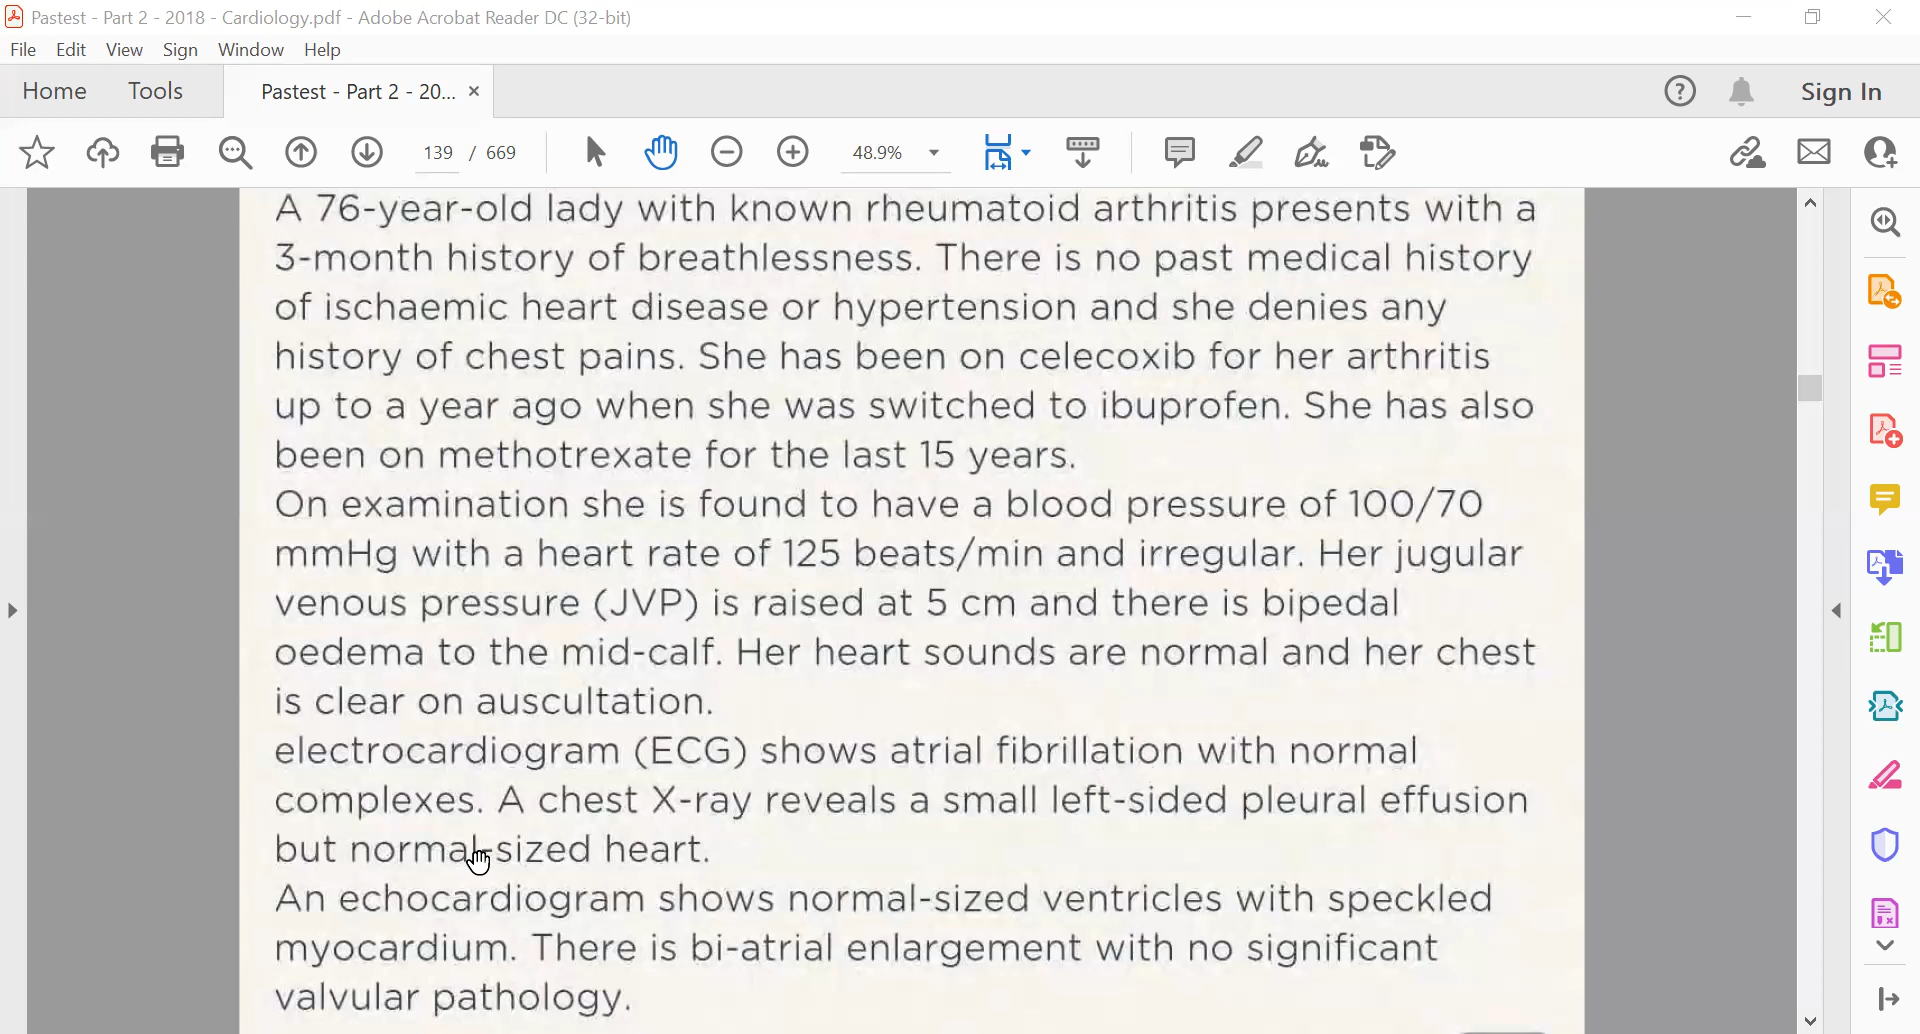 Pastest - Part 2 - 2018 - Cardiology.pdf - Adobe Acrobat Reader DC (32-bit)
File Edit View Sign Window Help
Home Tools Pastest - Part 2 - 20... × Sign In
139 / 669 48.9%
A 76-year-old lady with known rheumatoid arthritis presents with a
3-month history of breathlessness. There is no past medical history
of ischaemic heart disease or hypertension and she denies any
history of chest pains. She has been on celecoxib for her arthritis
up to a year ago when she was switched to ibuprofen. She has also
been on methotrexate for the last 15 years.
On examination she is found to have a blood pressure of 100/70
mmHg with a heart rate of 125 beats/min and irregular. Her jugular
venous pressure (JVP) is raised at 5 cm and there is bipedal
oedema to the mid-calf. Her heart sounds are normal and her chest
is clear on auscultation.
electrocardiogram (ECG) shows atrial fibrillation with normal
complexes. A chest X-ray reveals a small left-sided pleural effusion
but normal-sized heart.
An echocardiogram shows normal-sized ventricles with speckled
myocardium. There is bi-atrial enlargement with no significant
valvular pathology.